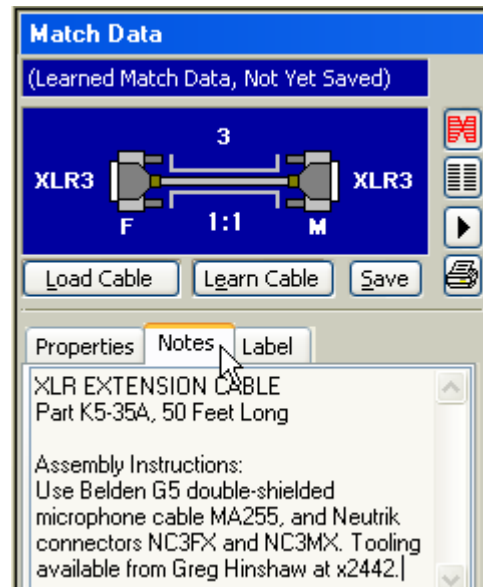 Match Data
(Learned Match Data, Not Yet Saved)
3
XLR3
XLR3
F
1:1
M
Load Cable
Learn Cable
Save
Properties
Notes
Label
XLR EXTENSION CABLE
Part K5-35A, 50 Feet Long
Assembly Instructions:
Use Belden G5 double-shielded
microphone cable MA255, and Neutrik
connectors NC3FX and NC3MX. Tooling
available from Greg Hinshaw at x2442.